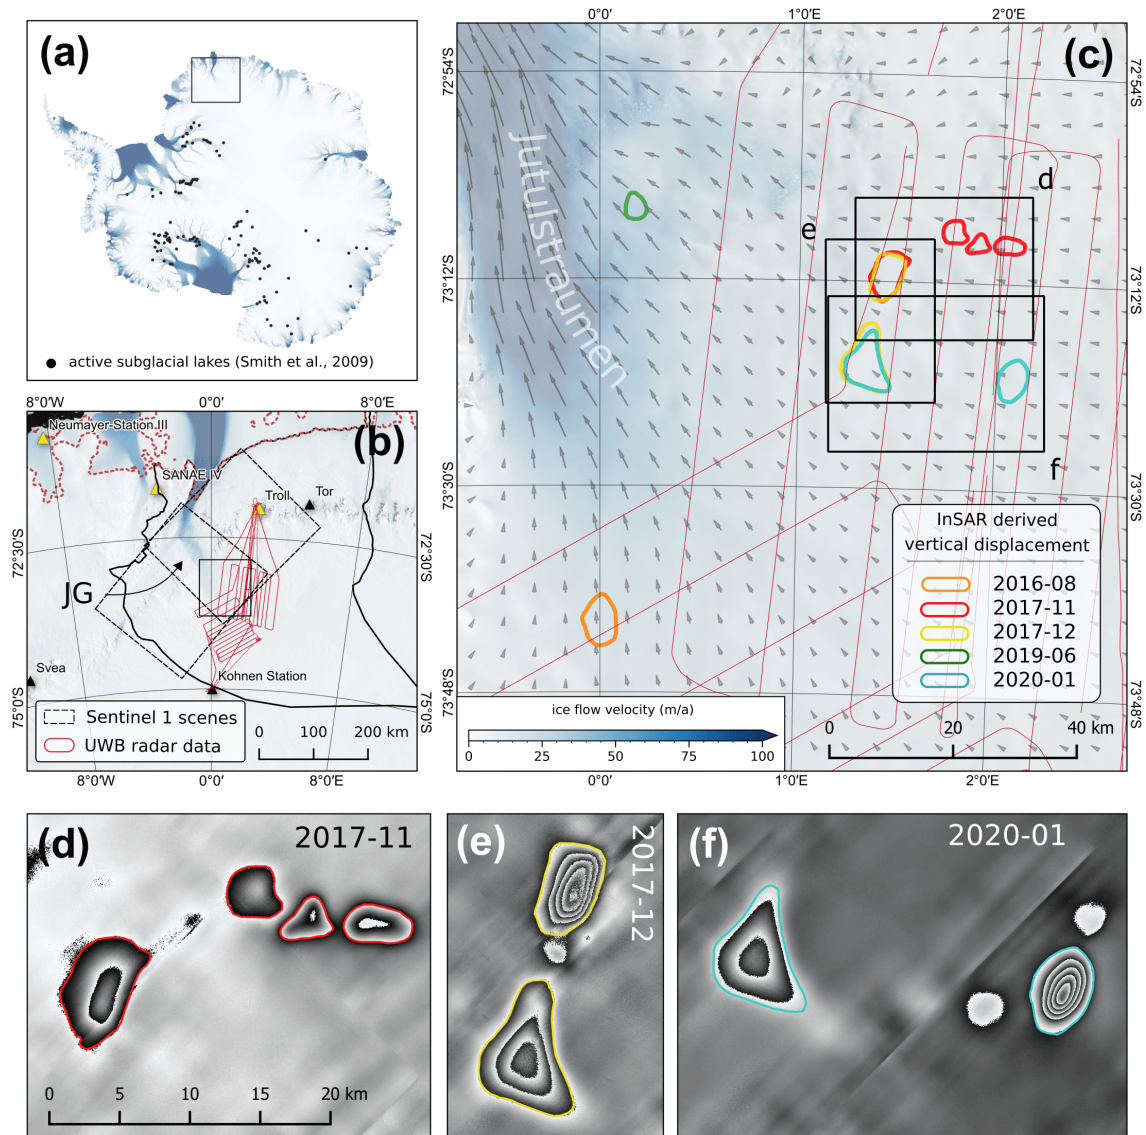 (a)
active subglacial lakes (Smith et al., 2009)
8°0'W
0°0'
8°0'E
(b)
Neumayer-Station III
SANAE IV
Troll
Tor
72°30'S
72°30'S
JG
Svea
Kohnen Station
75°0'S
75°0'S
Sentinel 1 scenes
UWB radar data
0 100 200 km
8°0'W
0°0'
8°0'E
0°0'
1°0'E
2°0'E
(c)
72°54'S
72°54'S
Jutulstraumen
d
e
73°12'S
73°12'S
f
73°30'S
73°30'S
InSAR derived
vertical displacement
2016-08
2017-11
2017-12
2019-06
2020-01
73°48'S
73°48'S
ice flow velocity (m/a)
0 25 50 75 100
0 20 40 km
0°0'
1°0'E
2°0'E
(d)
2017-11
0 5 10 15 20 km
(e)
2017-12
(f)
2020-01